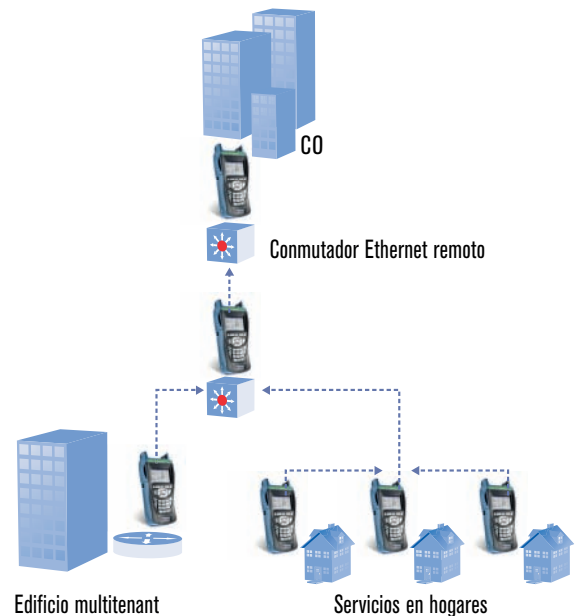 CO
Conmutador Ethernet remoto
Edificio multitenant
Servicios en hogares